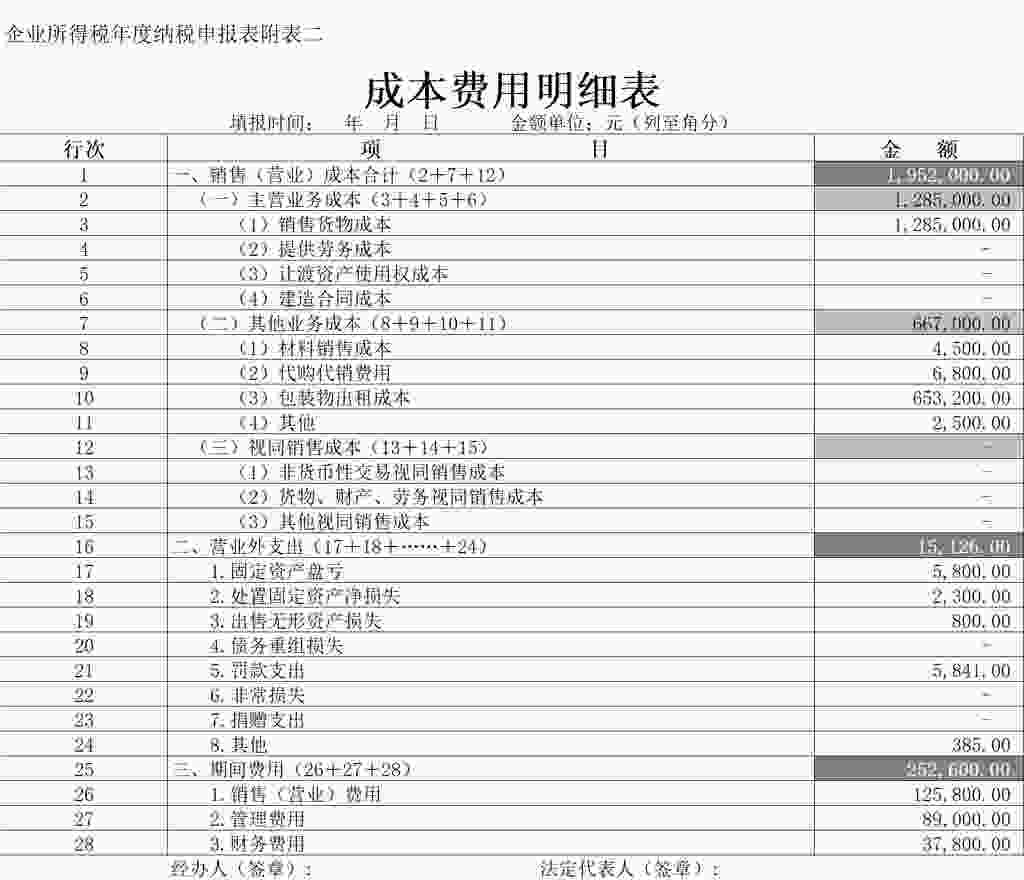 企业所得税年度纳税申报表附表二
成本费用明细表
填报时间： 年 月 日 金额单位：元（列至角分）
行次 项 目 金 额
1 一、销售（营业）成本合计（2+7+12） 1,952,000.00
2 （一）主营业务成本（3+4+5+6） 1,285,000.00
3 （1）销售货物成本 1,285,000.00
4 （2）提供劳务成本 -
5 （3）让渡资产使用权成本 -
6 （4）建造合同成本 -
7 （二）其他业务成本（8+9+10+11） 667,000.00
8 （1）材料销售成本 4,500.00
9 （2）代购代销费用 6,800.00
10 （3）包装物出租成本 653,200.00
11 （4）其他 2,500.00
12 （三）视同销售成本（13+14+15） -
13 （1）非货币性交易视同销售成本 -
14 （2）货物、财产、劳务视同销售成本 -
15 （3）其他视同销售成本 -
16 二、营业外支出（17+18+……+24） 15,126.00
17 1.固定资产盘亏 5,800.00
18 2.处置固定资产净损失 2,300.00
19 3.出售无形资产损失 800.00
20 4.债务重组损失 -
21 5.罚款支出 5,841.00
22 6.非常损失 -
23 7.捐赠支出 -
24 8.其他 385.00
25 三、期间费用（26+27+28） 252,600.00
26 1.销售（营业）费用 125,800.00
27 2.管理费用 89,000.00
28 3.财务费用 37,800.00
经办人（签章）： 法定代表人（签章）：